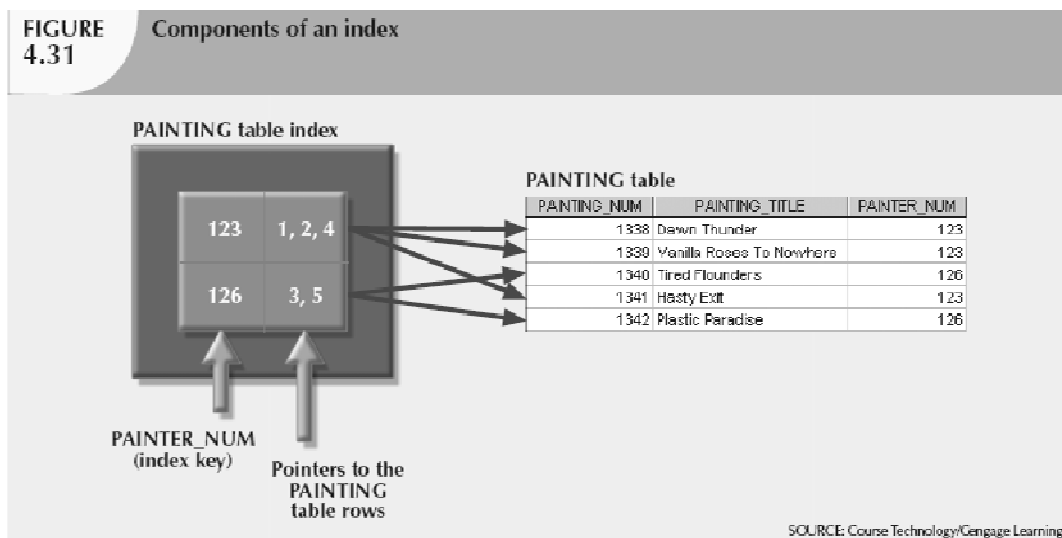 FIGURE
4.31
Components of an index
PAINTING table index
123 1, 2, 4
126 3, 5
PAINTER_NUM
(index key)
Pointers to the
PAINTING
table rows
PAINTING table
PAINTING_NUM PAINTING_TITLE PAINTER_NUM
1338 Dawn Thunder 123
1339 Vanilla Roses To Nowhere 123
1340 Tired Flounders 126
1341 Hasty Exit 123
1342 Plastic Paradise 126
SOURCE: Course Technology/Cengage Learning